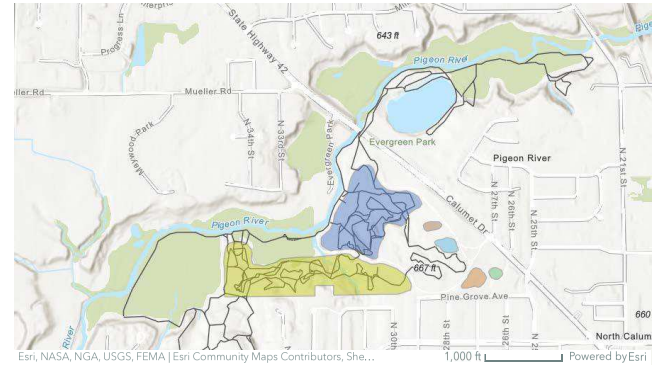 Progress Ln
State Highway 42
643 ft
Pigeon River
Mueller Rd
Maywood Park
N 34th St
N 33rd St
Evergreen Park
Evergreen Park
Pigeon River
N 21st St
N 27th St
N 26th St
N 25th St
Calumet Dr
Pigeon River
667 ft
Pine Grove Ave
660
River
N 30th
N 28th St
North Calum
Esri, NASA, NGA, USGS, FEMA | Esri Community Maps Contributors, She...
1,000 ft
Powered by Esri